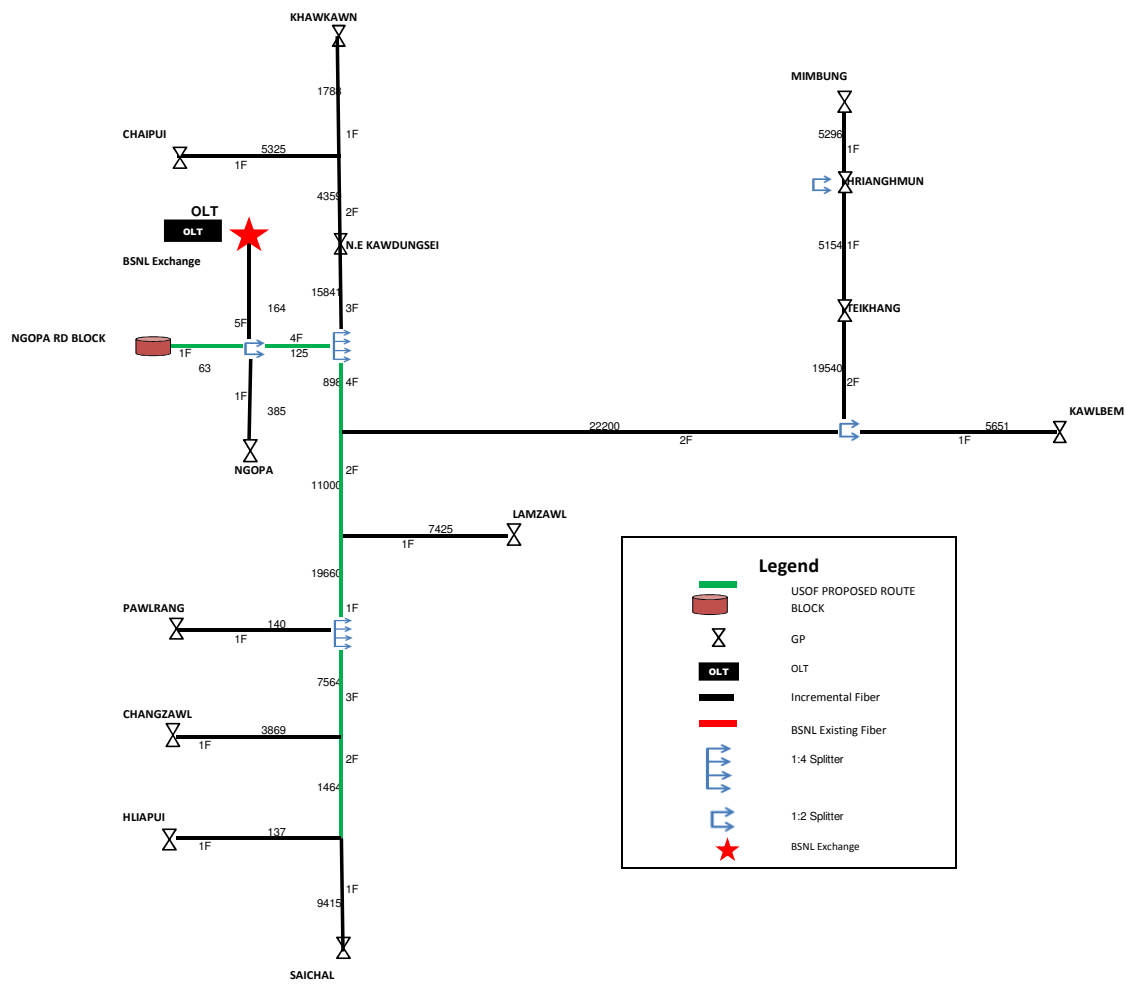 KHAWKAWN
1783
1F
MIMBUNG
5296
1F
CHAIPUI
5325
1F
4359
2F
HRIANGHMUN
OLT
OLT
BSNL Exchange
N.E KAWDUNGSEI
5154
1F
15841
3F
164
5F
TEIKHANG
NGOPA RD BLOCK
1F
63
4F
125
898
4F
19540
2F
1F
385
NGOPA
22200
2F
5651
1F
KAWLBEM
2F
11000
LAMZAWL
7425
1F
19660
1F
PAWLRANG
140
1F
7564
3F
CHANGZAWL
3869
1F
2F
1464
HLIAPUI
137
1F
1F
9415
SAICHAL
Legend
USOF PROPOSED ROUTE
BLOCK
GP
OLT
OLT
Incremental Fiber
BSNL Existing Fiber
1:4 Splitter
1:2 Splitter
BSNL Exchange